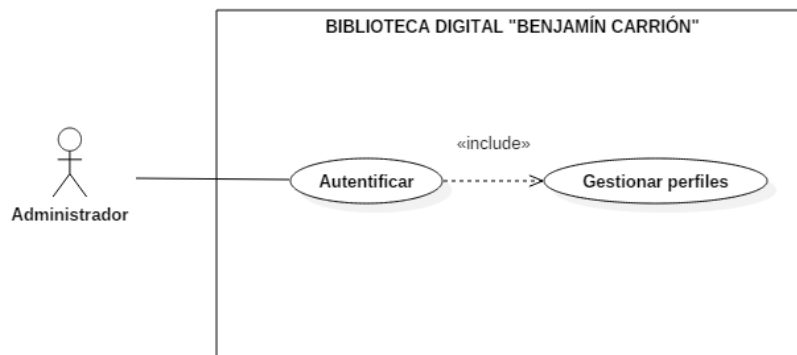 BIBLIOTECA DIGITAL "BENJAMÍN CARRIÓN"
«include»
Autentificar
Gestionar perfiles
Administrador